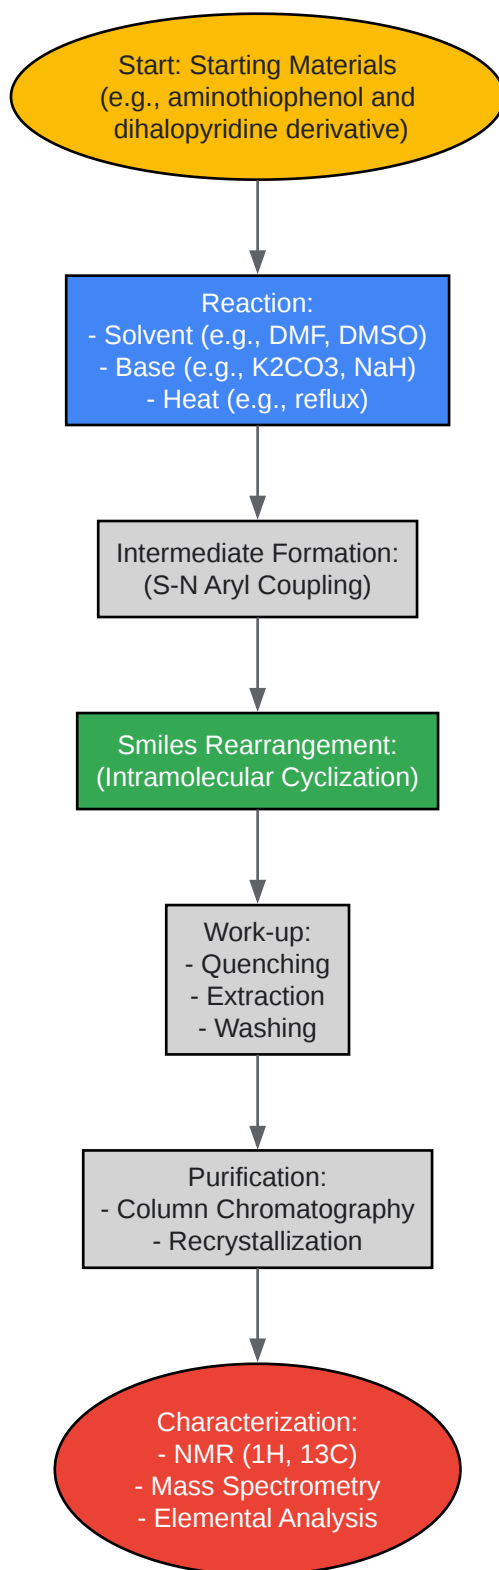 Start: Starting Materials
(e.g., aminothiophenol and
dihalopyridine derivative)
Reaction:
- Solvent (e.g., DMF, DMSO)
- Base (e.g., K2CO3, NaH)
- Heat (e.g., reflux)
Intermediate Formation:
(S-N Aryl Coupling)
Smiles Rearrangement:
(Intramolecular Cyclization)
Work-up:
- Quenching
- Extraction
- Washing
Purification:
- Column Chromatography
- Recrystallization
Characterization:
- NMR (1H, 13C)
- Mass Spectrometry
- Elemental Analysis